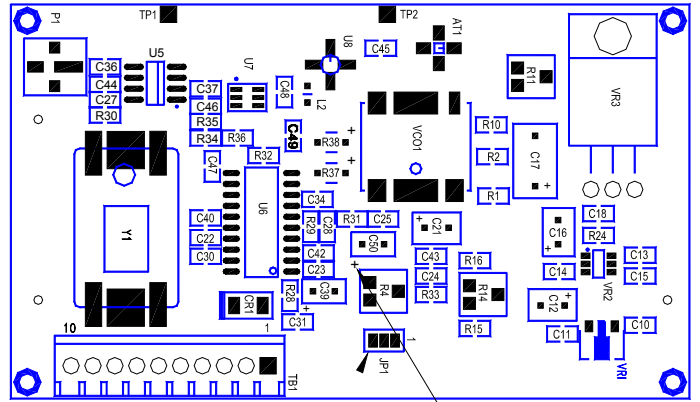 P1
TP1
TP2
C36
C44
C27
R30
U5
C37
C46
R35
R34
R36
U7
C48
L2
U8
C45
AT1
R11
VR3
C49
R38
R37
VCO1
R10
R2
R1
C17
C47
R32
C34
U6
Y1
C40
C22
C30
R29
C28
R31
C25
C42
C23
C50
C21
C43
C24
R33
R16
R14
R15
C18
R24
C16
C14
VR2
C13
C15
C12
C11
C10
VR1
CR1
R28
C39
C31
R4
JP1
1
10
1
TB1
+
+
+
+
+
+
+
+